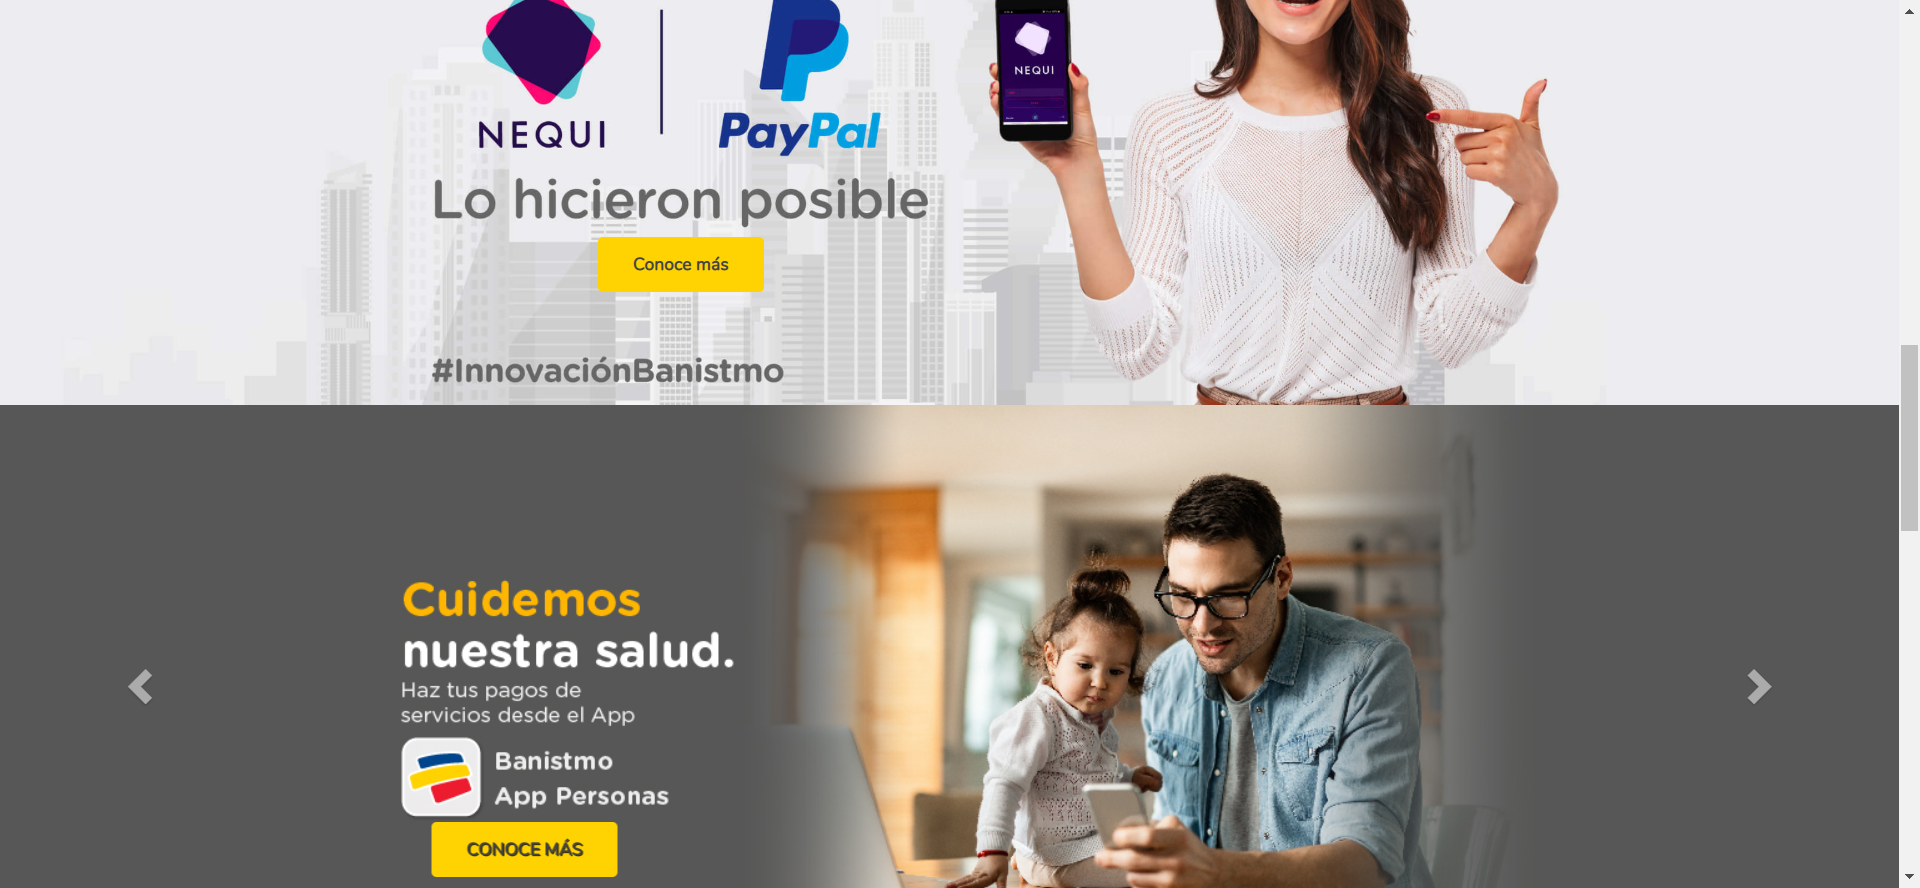 NEQUI
PayPal
NEQUI
Lo hicieron posible
Conoce más
#InnovaciónBanistmo
Cuidemos
nuestra salud.
Haz tus pagos de
servicios desde el App
Banistmo
App Personas
CONOCE MÁS